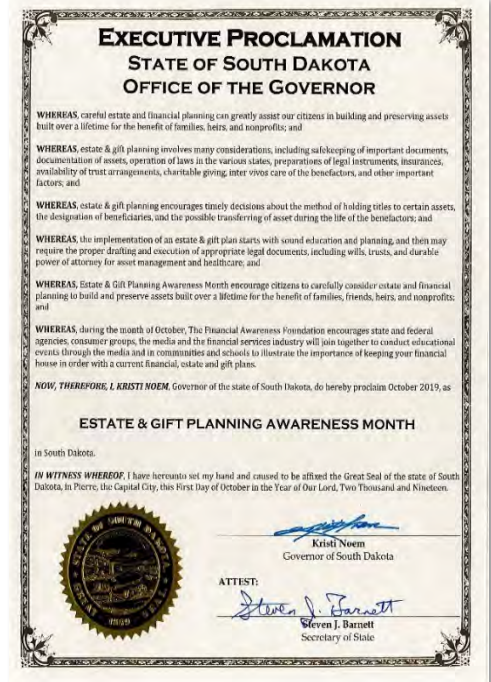 EXECUTIVE PROCLAMATION
STATE OF SOUTH DAKOTA
OFFICE OF THE GOVERNOR
WHEREAS, careful estate and financial planning can greatly assist our citizens in building and preserving assets
built over a lifetime for the benefit of families, heirs, and nonprofits; and
WHEREAS, estate & gift planning involves many considerations, including safekeeping of important documents,
documentation of assets, operation of laws in the various states, preparations of legal instruments, insurances,
availability of trust arrangements, charitable giving, inter vivos care of the benefactors, and other important
factors; and
WHEREAS, estate & gift planning encourages timely decisions about the method of holding titles to certain assets,
the designation of beneficiaries, and the possible transferring of asset during the life of the benefactors; and
WHEREAS, the implementation of an estate & gift plan starts with sound education and planning, and then may
require the proper drafting and execution of appropriate legal documents, including wills, trusts, and durable
power of attorney for asset management and healthcare; and
WHEREAS, Estate & Gift Planning Awareness Month encourage citizens to carefully consider estate and financial
planning to build and preserve assets built over a lifetime for the benefit of families, friends, heirs, and nonprofits;
and
WHEREAS, during the month of October, The Financial Awareness Foundation encourages state and federal
agencies, consumer groups, the media and the financial services industry will join together to conduct educational
events through the media and in communities and schools to illustrate the importance of keeping your financial
house in order with a current financial, estate and gift plans.
NOW, THEREFORE, I, KRISTI NOEM, Governor of the state of South Dakota, do hereby proclaim October 2019, as
ESTATE & GIFT PLANNING AWARENESS MONTH
in South Dakota.
IN WITNESS WHEREOF, I have hereunto set my hand and caused to be affixed the Great Seal of the state of South
Dakota, in Pierre, the Capital City, this First Day of October in the Year of Our Lord, Two Thousand and Nineteen.
Kristi Noem
Governor of South Dakota
ATTEST:
Steven J. Barnett
Steven J. Barnett
Secretary of State
STATE OF SOUTH DAKOTA
1889